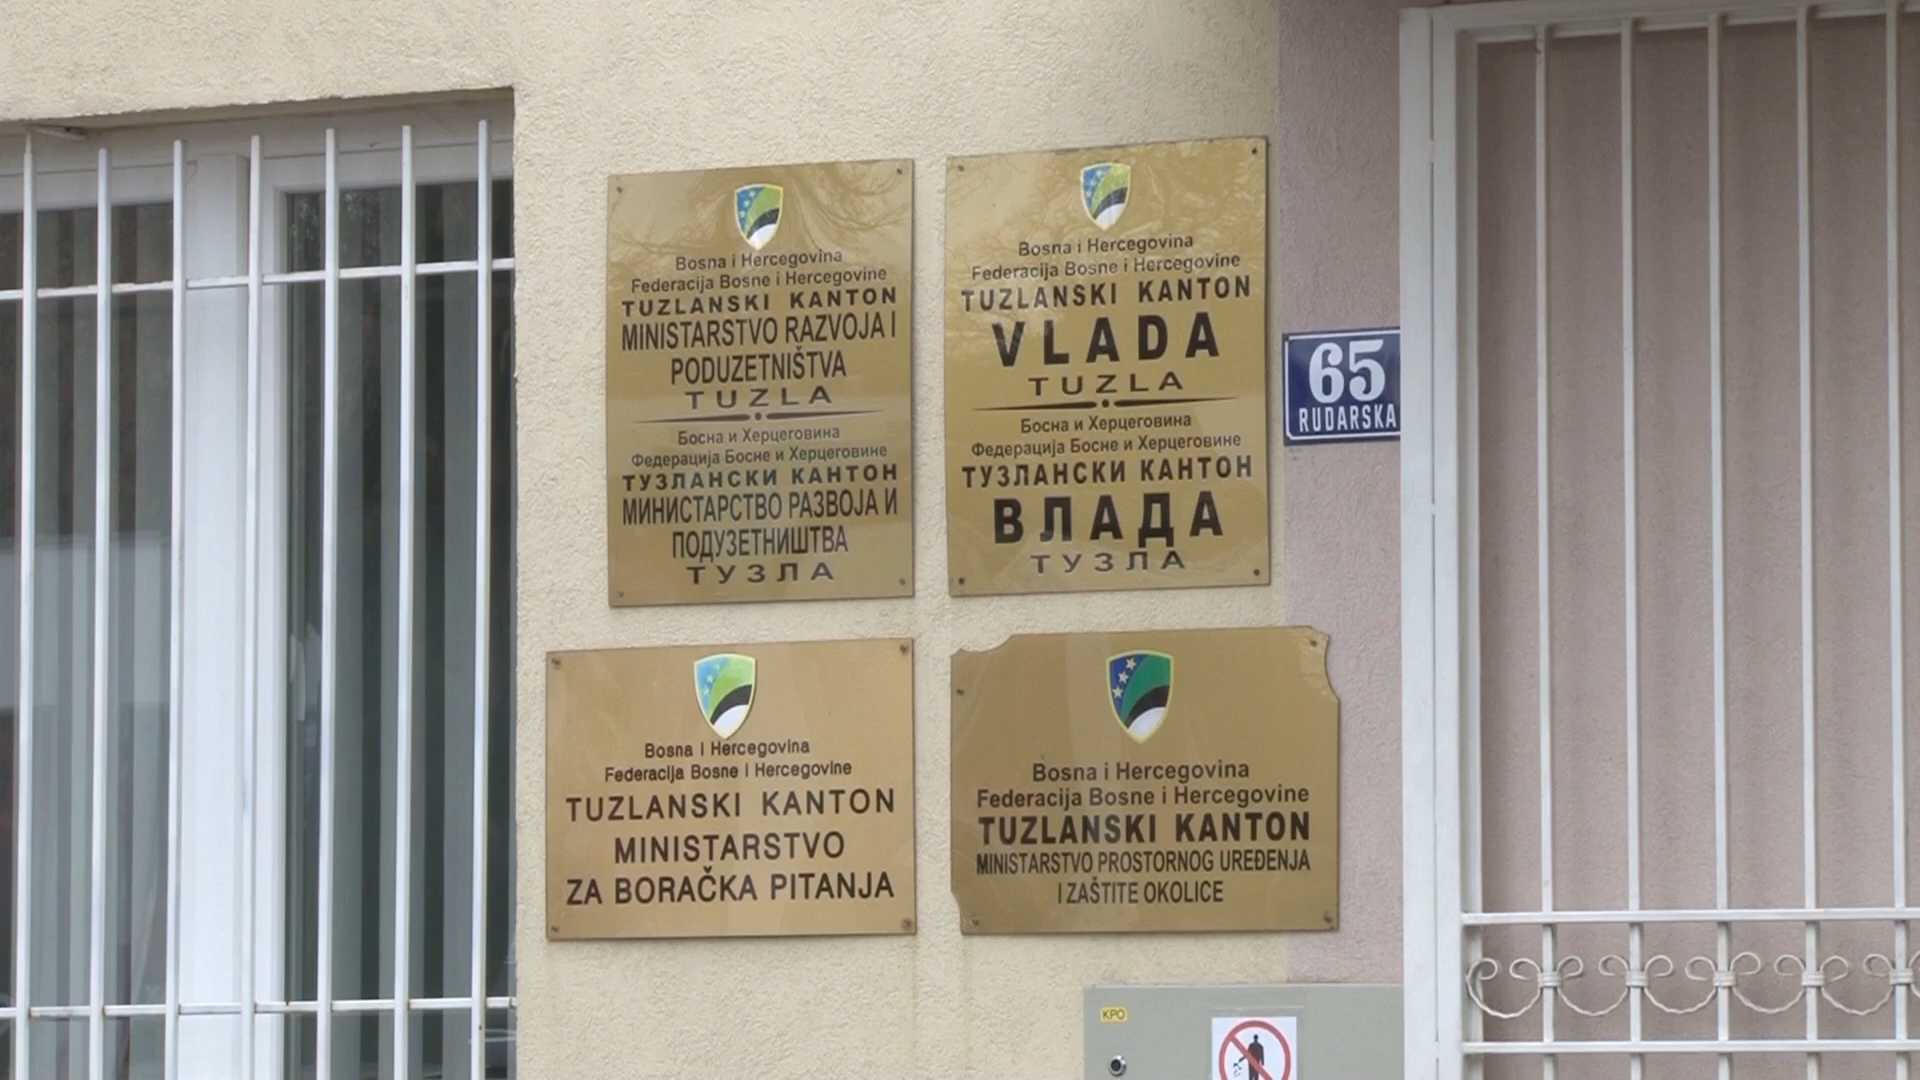 Bosna i Hercegovina
Federacija Bosne i Hercegovine
TUZLANSKI KANTON
MINISTARSTVO RAZVOJA I
PODUZETNIŠTVA
TUZLA
Босна и Херцеговина
Федерација Босне и Херцеговине
ТУЗЛАНСКИ КАНТОН
МИНИСТАРСТВО РАЗВОЈА И
ПОДУЗЕТНИШТВА
ТУЗЛА
Bosna i Hercegovina
Federacija Bosne i Hercegovine
TUZLANSKI KANTON
VLADA
TUZLA
Босна и Херцеговина
Федерација Босне и Херцеговине
ТУЗЛАНСКИ КАНТОН
ВЛАДА
ТУЗЛА
65
RUDARSKA
Bosna i Hercegovina
Federacija Bosne i Hercegovine
TUZLANSKI KANTON
MINISTARSTVO
ZA BORAČKA PITANJA
Bosna i Hercegovina
Federacija Bosne i Hercegovine
TUZLANSKI KANTON
MINISTARSTVO PROSTORNOG UREĐENJA
I ZAŠTITE OKOLICE
KPO